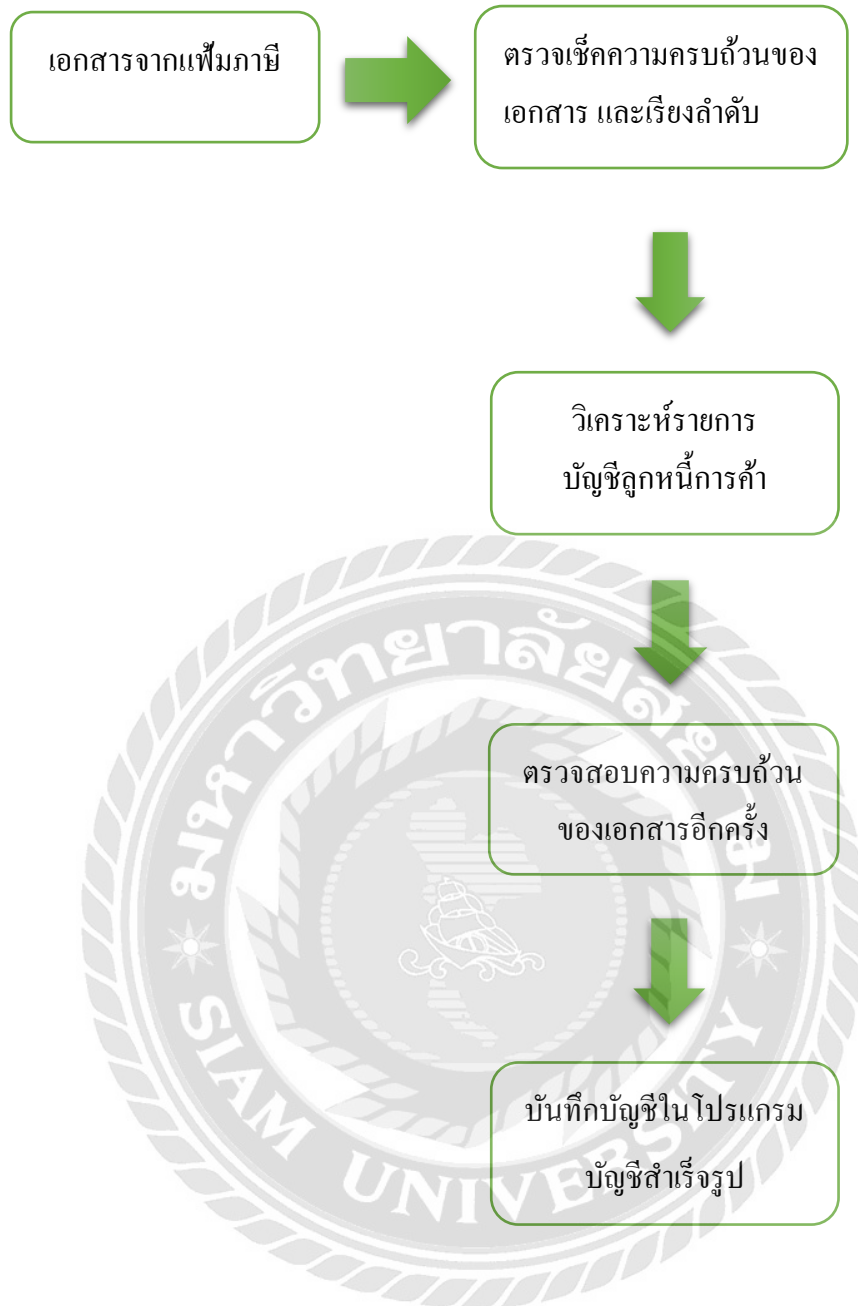 เอกสารจากแฟ้มภาษี
ตรวจเช็คความครบถ้วนของ
เอกสาร และเรียงลำดับ
วิเคราะห์รายการ
บัญชีลูกหนี้การค้า
ตรวจสอบความครบถ้วน
ของเอกสารอีกครั้ง
บันทึกบัญชีในโปรแกรม
บัญชีสำเร็จรูป
มหาวิทยาลัยสยาม
SIAM UNIVERSITY